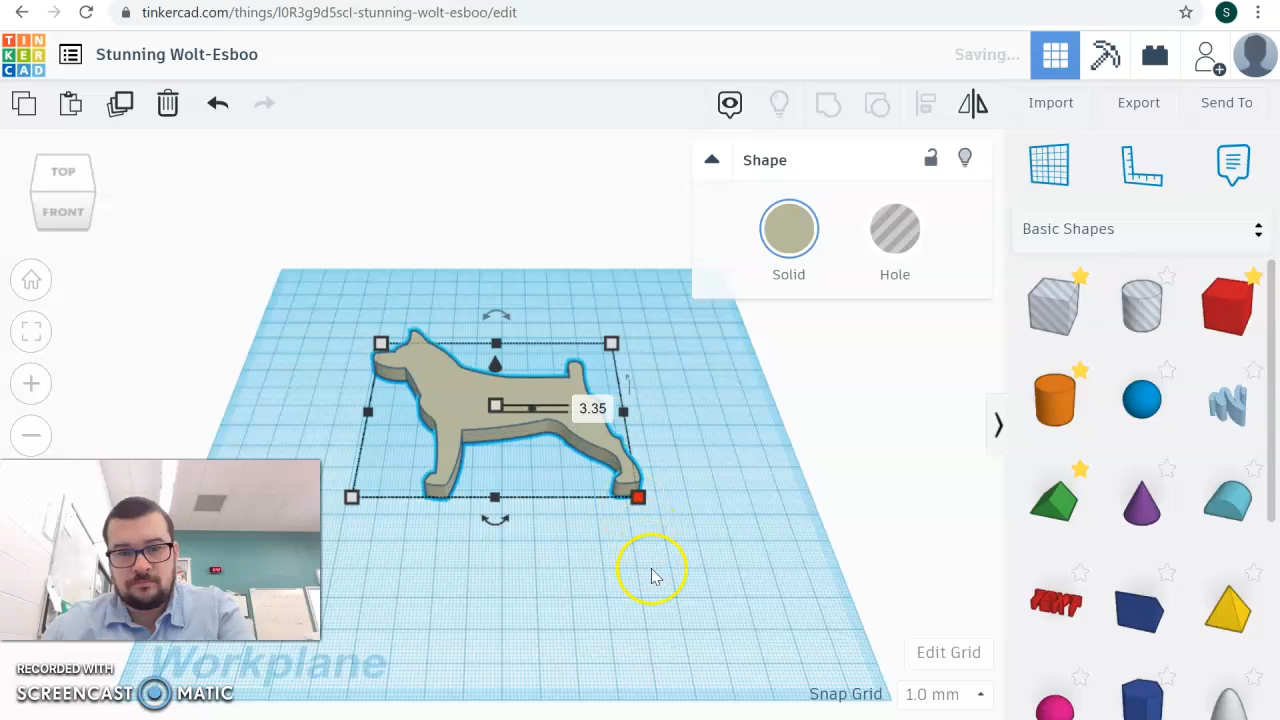 tinkercad.com/things/l0R3g9d5scI-stunning-wolt-esboo/edit
S
TIN
KER
CAD
Stunning Wolt-Esboo
Saving...
Import
Export
Send To
TOP
FRONT
Shape
Solid
Hole
Basic Shapes
3.35
TEXT
Workplane
Edit Grid
Snap Grid
1.0 mm
RECORDED WITH
SCREENCAST MATIC